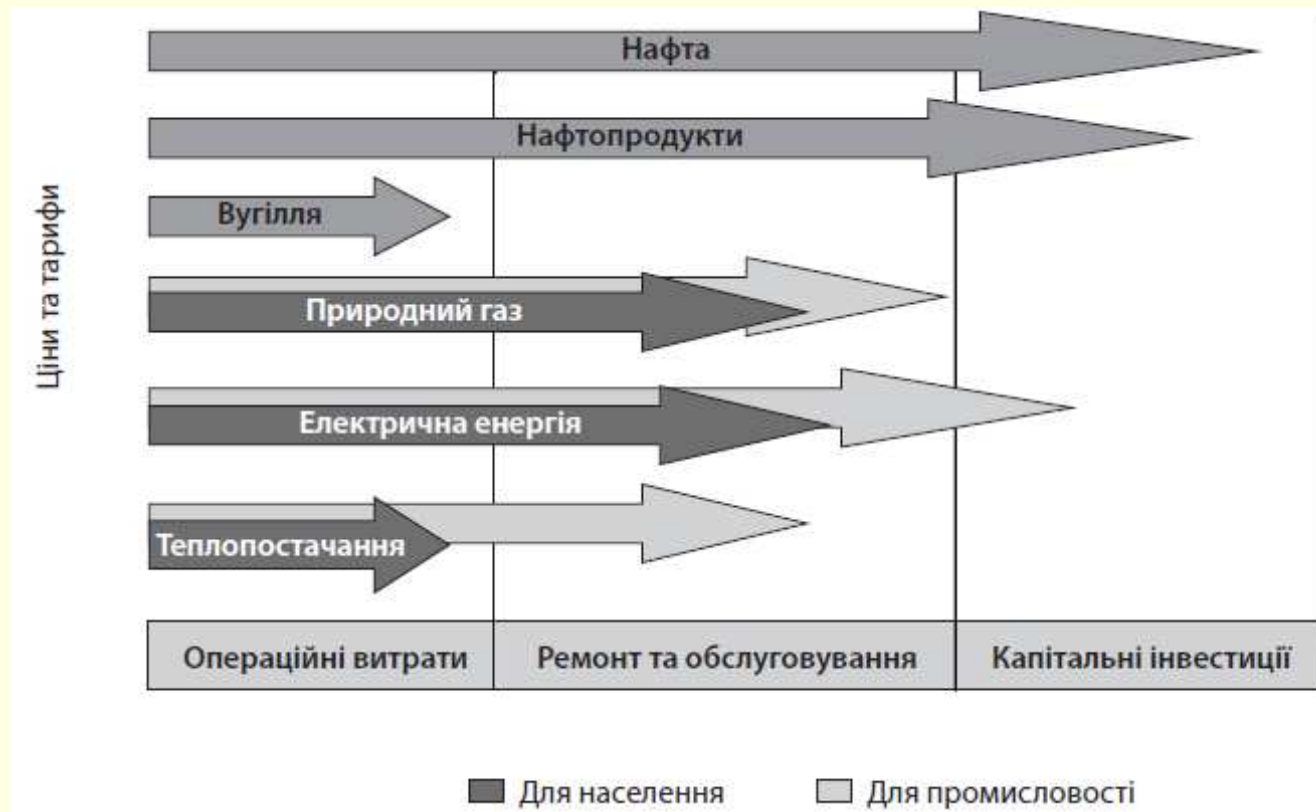 Нафта
Нафтопродукти
Вугілля
Природний газ
Електрична енергія
Теплопостачання
Ціни та тарифи
Операційні витрати
Ремонт та обслуговування
Капітальні інвестиції
Для населення
Для промисловості